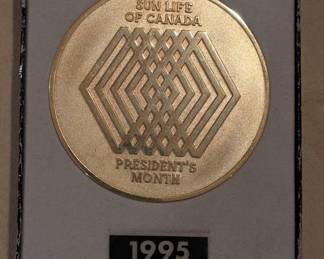 SUN LIFE
OF CANADA
PRESIDENT'S
MONTH
1995